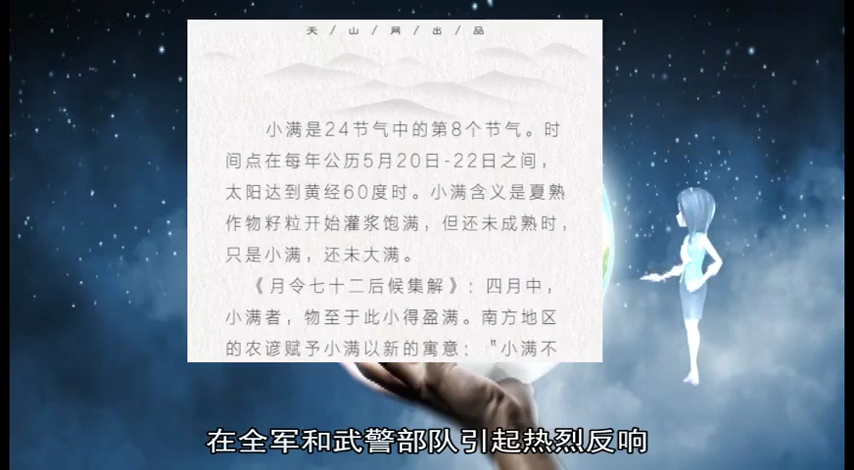 天/山/网/出/品
小满是24节气中的第8个节气。时
间点在每年公历5月20日-22日之间，
太阳达到黄经60度时。小满含义是夏熟
作物籽粒开始灌浆饱满，但还未成熟时，
只是小满，还未大满。
《月令七十二后候集解》：四月中，
小满者，物至于此小得盈满。南方地区
的农谚赋予小满以新的寓意：“小满不
在全军和武警部队引起热烈反响